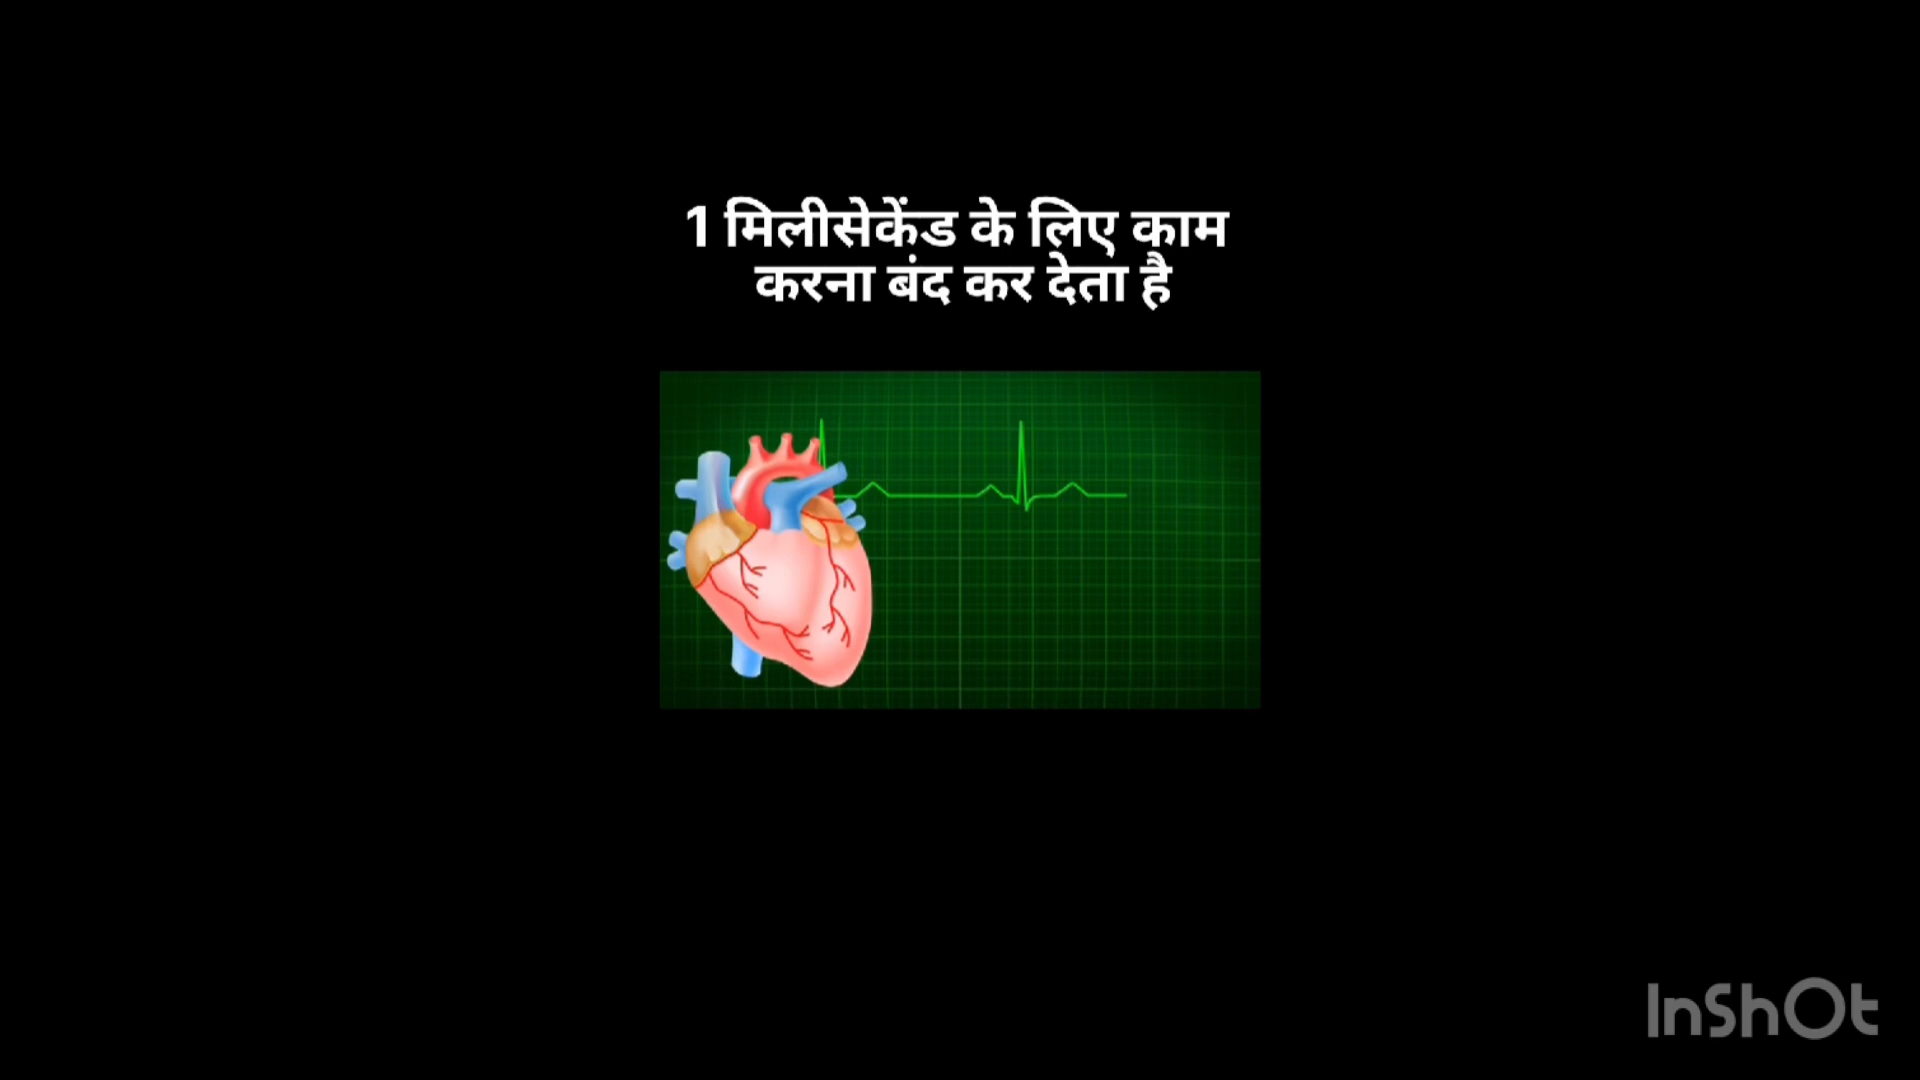 1 मिलीसेकेंड के लिए काम
करना बंद कर देता है
InShOt